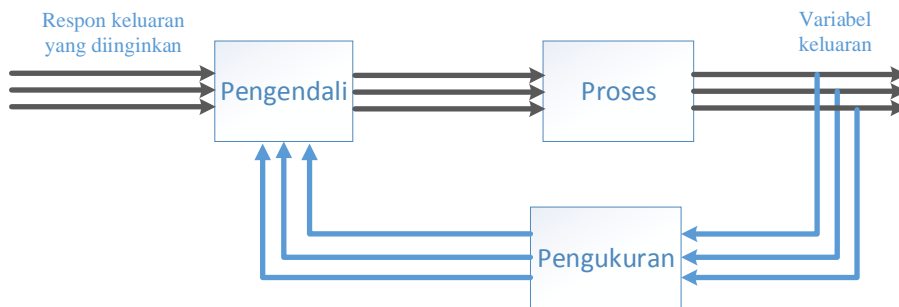 Respon keluaran
yang diinginkan
Variabel
keluaran
Pengendali
Proses
Pengukuran